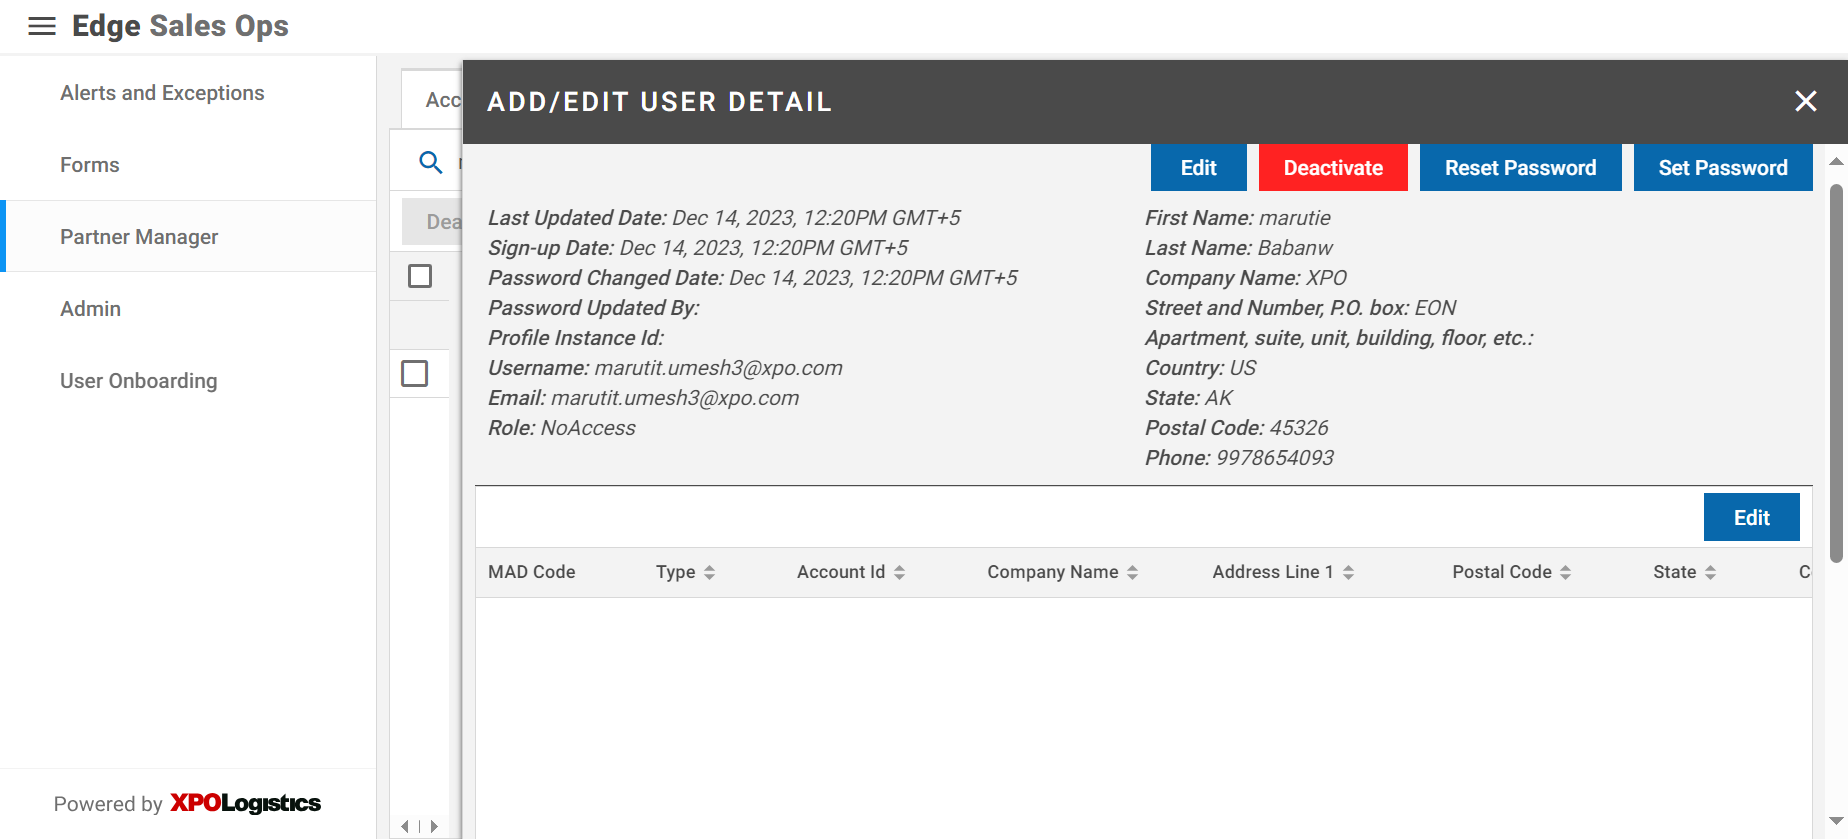 Edge Sales Ops
Alerts and Exceptions
Forms
Partner Manager
Admin
User Onboarding
Powered by XPOLogistics
ADD/EDIT USER DETAIL
Edit
Deactivate
Reset Password
Set Password
Last Updated Date: Dec 14, 2023, 12:20PM GMT+5
Sign-up Date: Dec 14, 2023, 12:20PM GMT+5
Password Changed Date: Dec 14, 2023, 12:20PM GMT+5
Password Updated By:
Profile Instance Id:
Username: marutit.umesh3@xpo.com
Email: marutit.umesh3@xpo.com
Role: NoAccess
First Name: marutie
Last Name: Babanw
Company Name: XPO
Street and Number, P.O. box: EON
Apartment, suite, unit, building, floor, etc.:
Country: US
State: AK
Postal Code: 45326
Phone: 9978654093
Edit
MAD Code
Type
Account Id
Company Name
Address Line 1
Postal Code
State